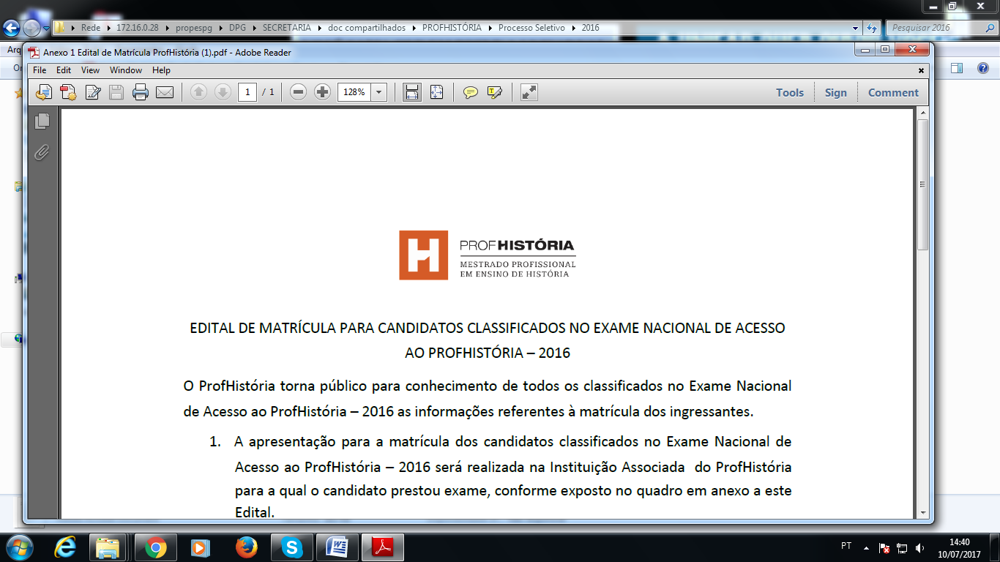 Rede 172.16.0.28 propespg DPG SECRETARIA doc compartilhados PROFHISTÓRIA Processo Seletivo 2016
Pesquisar 2016
Anexo 1 Edital de Matrícula ProfHistória (1).pdf - Adobe Reader
File Edit View Window Help
1 / 1 128% Tools Sign Comment
PROFHISTÓRIA
MESTRADO PROFISSIONAL
EM ENSINO DE HISTÓRIA
EDITAL DE MATRÍCULA PARA CANDIDATOS CLASSIFICADOS NO EXAME NACIONAL DE ACESSO
AO PROFHISTÓRIA – 2016
O ProfHistória torna público para conhecimento de todos os classificados no Exame Nacional
de Acesso ao ProfHistória – 2016 as informações referentes à matrícula dos ingressantes.
1. A apresentação para a matrícula dos candidatos classificados no Exame Nacional de
Acesso ao ProfHistória – 2016 será realizada na Instituição Associada do ProfHistória
para a qual o candidato prestou exame, conforme exposto no quadro em anexo a este
Edital.
PT
14:40
10/07/2017